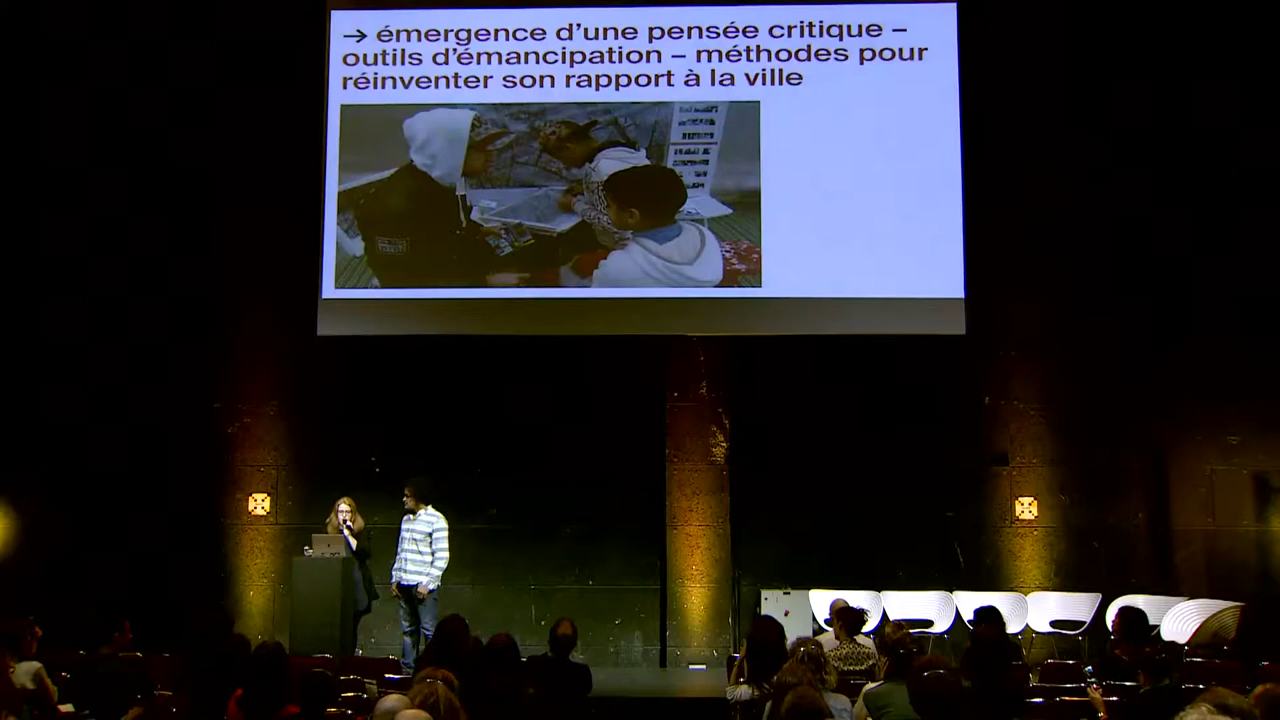 → émergence d’une pensée critique –
outils d’émancipation – méthodes pour
réinventer son rapport à la ville